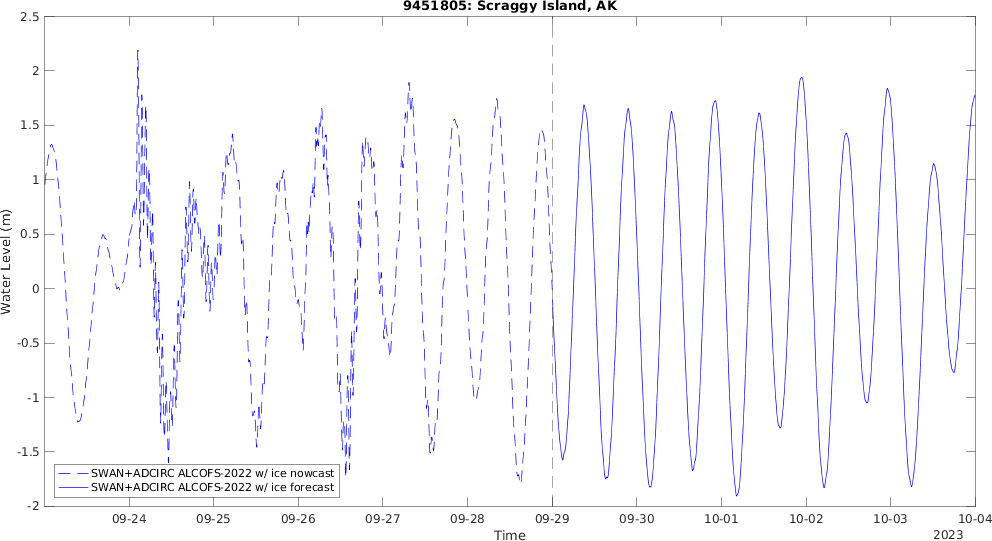 9451805: Scraggy Island, AK
2.5
2
1.5
1
0.5
0
-0.5
-1
-1.5
-2
Water Level (m)
SWAN+ADCIRC ALCOFS-2022 w/ ice nowcast
SWAN+ADCIRC ALCOFS-2022 w/ ice forecast
09-24 09-25 09-26 09-27 09-28 09-29 09-30 10-01 10-02 10-03 10-04
Time
2023